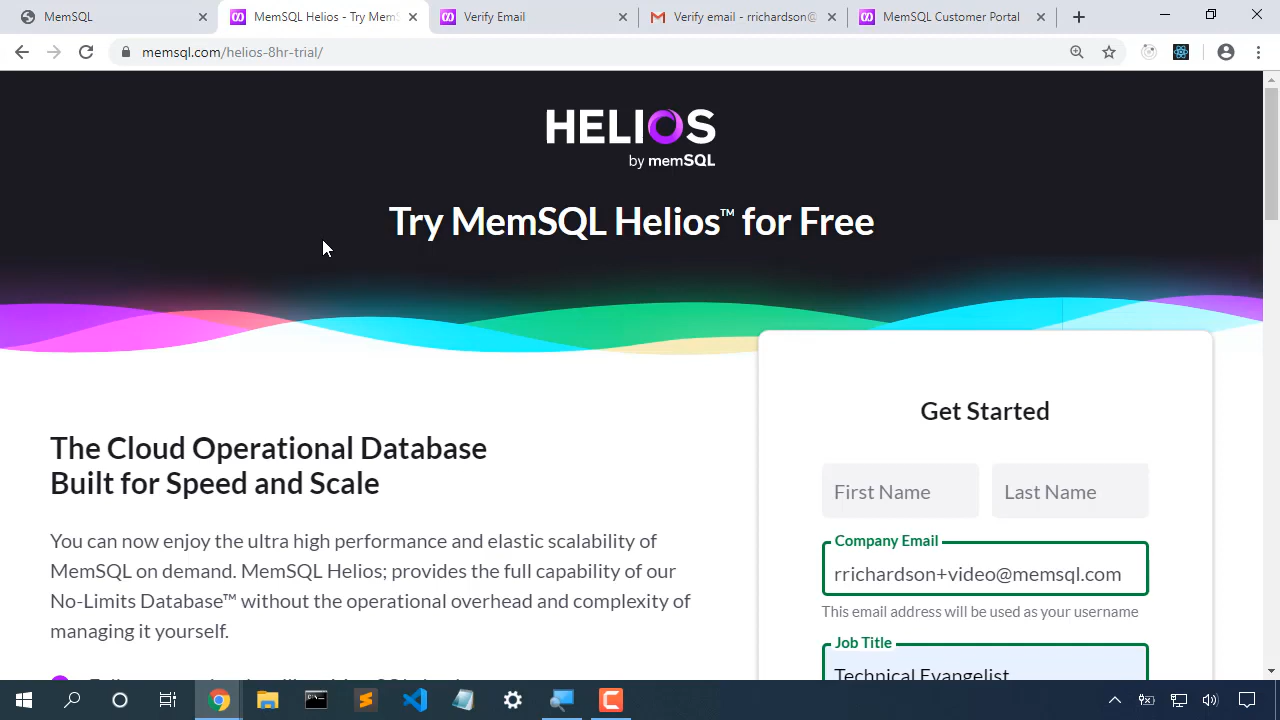 MemSQL
MemSQL Helios - Try MemS
Verify Email
Verify email - rrichardson@
MemSQL Customer Portal
memsql.com/helios-8hr-trial/
HELIOS
by memSQL
Try MemSQL Helios™ for Free
The Cloud Operational Database
Built for Speed and Scale
You can now enjoy the ultra high performance and elastic scalability of
MemSQL on demand. MemSQL Helios; provides the full capability of our
No-Limits Database™ without the operational overhead and complexity of
managing it yourself.
Get Started
First Name
Last Name
Company Email
rrichardson+video@memsql.com
This email address will be used as your username
Job Title
Technical Evangelist